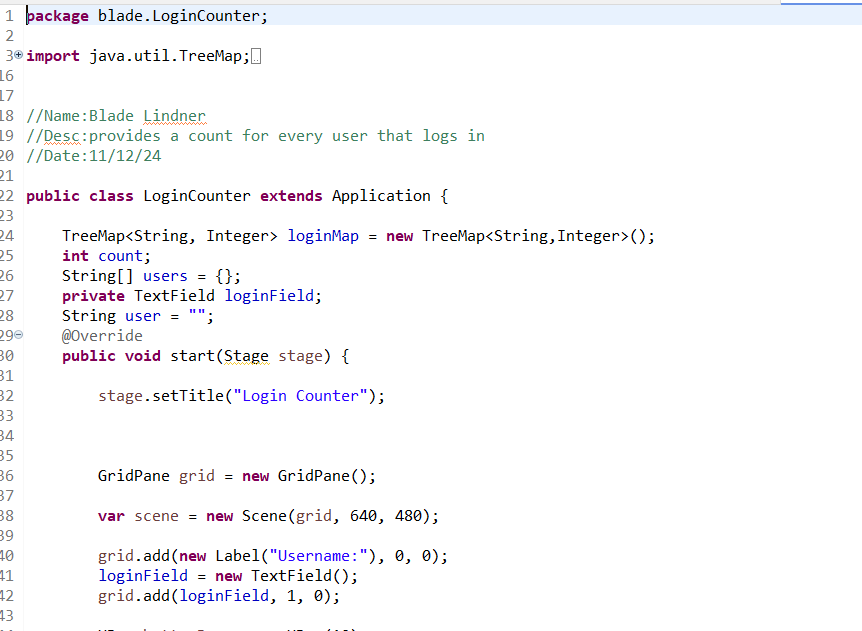 1 package blade.LoginCounter;
2
3 import java.util.TreeMap;
16
17
18 //Name:Blade Lindner
19 //Desc:provides a count for every user that logs in
20 //Date:11/12/24
21
22 public class LoginCounter extends Application {
23
24 TreeMap<String, Integer> loginMap = new TreeMap<String,Integer>();
25 int count;
26 String[] users = {};
27 private TextField loginField;
28 String user = "";
29 @Override
30 public void start(Stage stage) {
31
32 stage.setTitle("Login Counter");
33
34
35
36 GridPane grid = new GridPane();
37
38 var scene = new Scene(grid, 640, 480);
39
40 grid.add(new Label("Username:"), 0, 0);
41 loginField = new TextField();
42 grid.add(loginField, 1, 0);
43